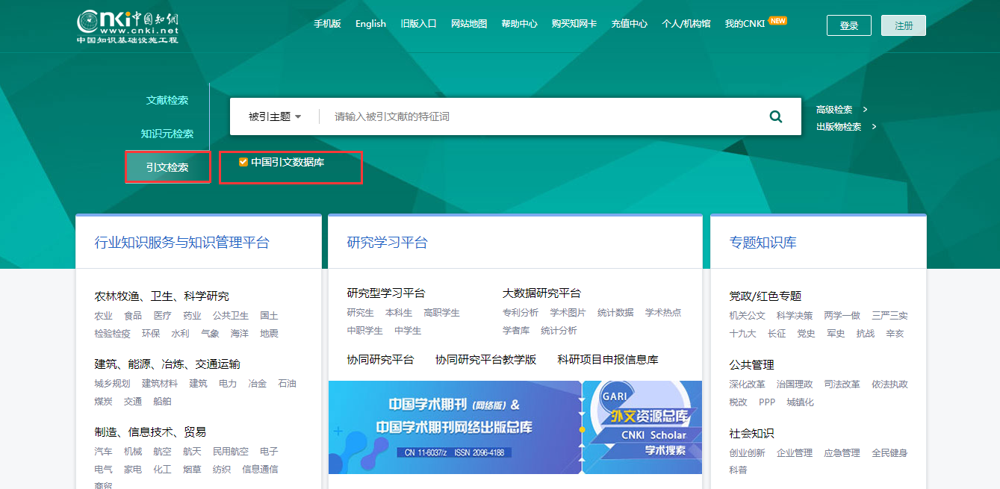 Cnki中国知网
www.cnki.net
中国知识基础设施工程
手机版 English 旧版入口 网站地图 帮助中心 购买知网卡 充值中心 个人/机构馆 我的CNKI NEW
登录 注册
文献检索
知识元检索
引文检索
被引主题 请输入被引文献的特征词
高级检索 >
出版物检索 >
中国引文数据库
行业知识服务与知识管理平台
农林牧渔、卫生、科学研究
农业 食品 医疗 药业 公共卫生 国土
检验检疫 环保 水利 气象 海洋 地震
建筑、能源、冶炼、交通运输
城乡规划 建筑材料 建筑 电力 冶金 石油
煤炭 交通 船舶
制造、信息技术、贸易
汽车 机械 航空 航天 民用航空 电子
电气 家电 化工 烟草 纺织 信息通信
商贸
研究学习平台
研究型学习平台
研究生 本科生 高职学生
中职学生 中学生
大数据研究平台
专利分析 学术图片 统计数据 学术热点
学者库 统计分析
协同研究平台 协同研究平台教学版 科研项目申报信息库
中国学术期刊 (网络版) &
中国学术期刊网络出版总库
CN 11-6037/z ISSN 2096-4188
GARI
外文资源总库
CNKI Scholar
学术搜索
专题知识库
党政/红色专题
机关公文 科学决策 两学一做 三严三实
十九大 长征 党史 军史 抗战 辛亥
公共管理
深化改革 治国理政 司法改革 依法执政
税改 PPP 城镇化
社会知识
创业创新 企业管理 应急管理 全民健身
科普